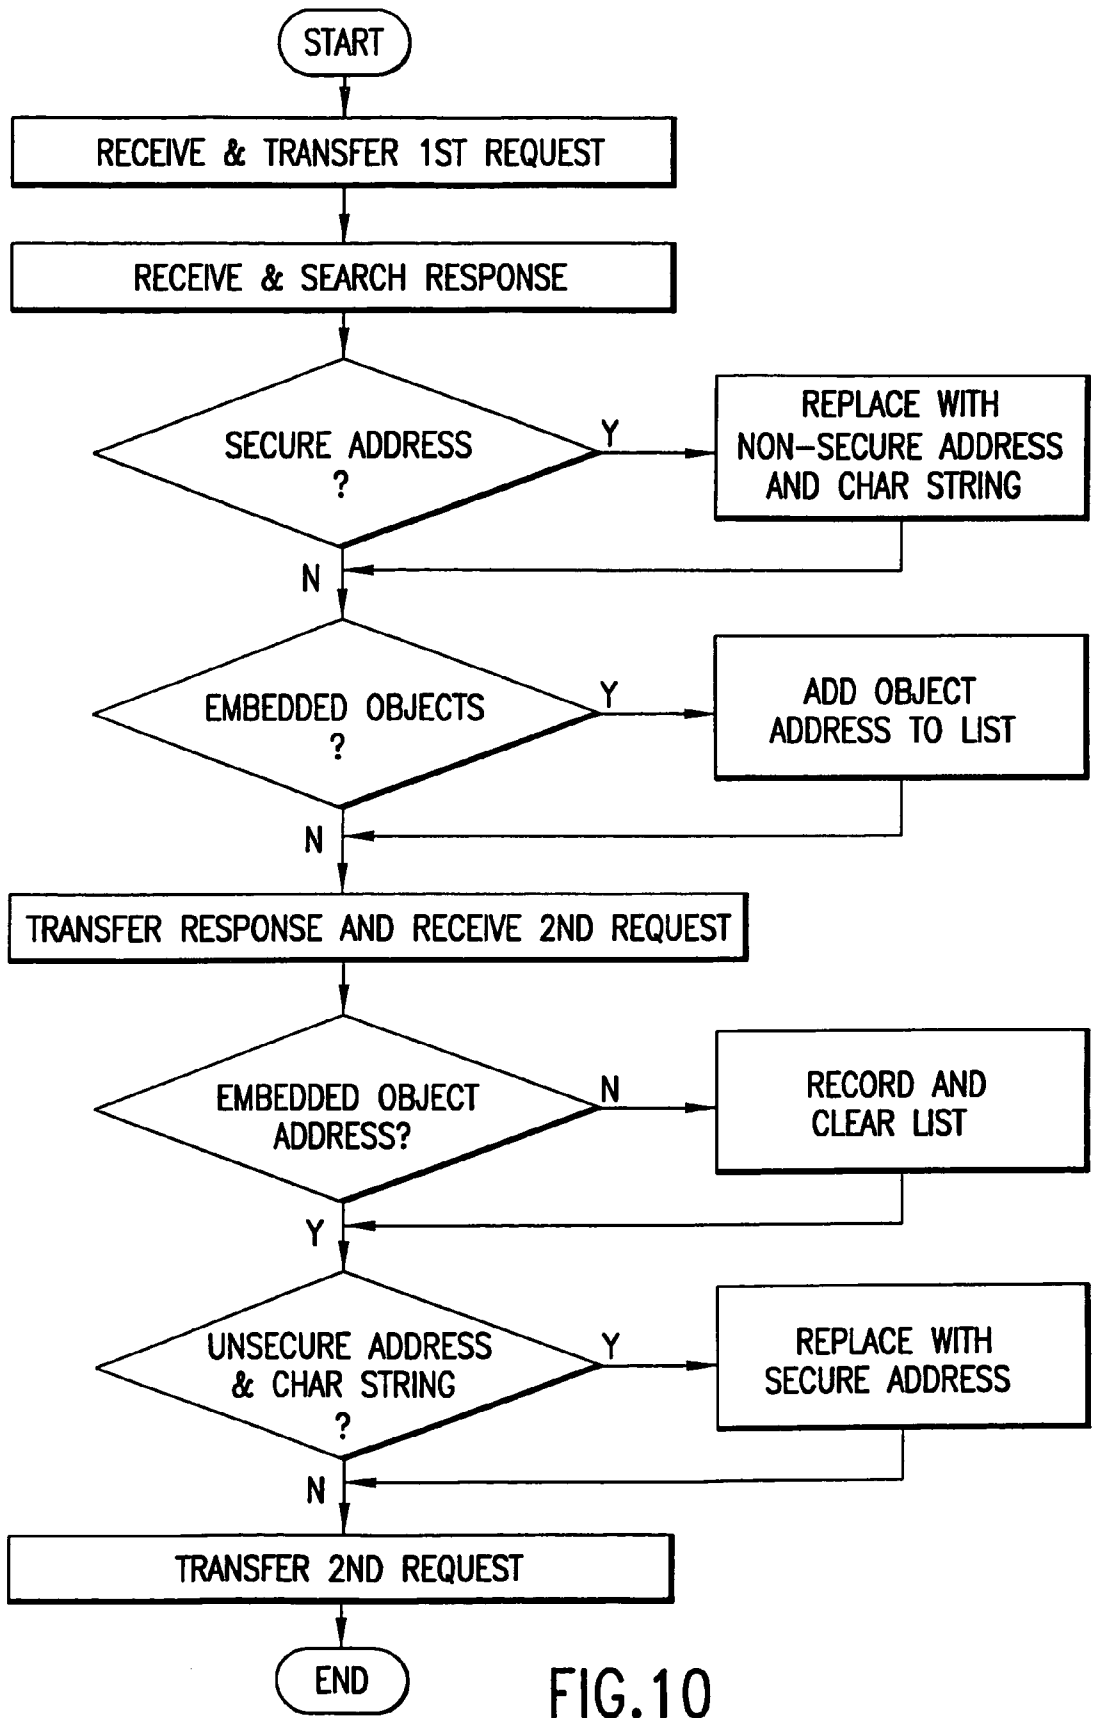 START
RECEIVE & TRANSFER 1ST REQUEST
RECEIVE & SEARCH RESPONSE
SECURE ADDRESS
?
Y
REPLACE WITH
NON-SECURE ADDRESS
AND CHAR STRING
N
EMBEDDED OBJECTS
?
Y
ADD OBJECT
ADDRESS TO LIST
N
TRANSFER RESPONSE AND RECEIVE 2ND REQUEST
EMBEDDED OBJECT
ADDRESS?
N
RECORD AND
CLEAR LIST
Y
UNSECURE ADDRESS
& CHAR STRING
?
Y
REPLACE WITH
SECURE ADDRESS
N
TRANSFER 2ND REQUEST
END
FIG.10